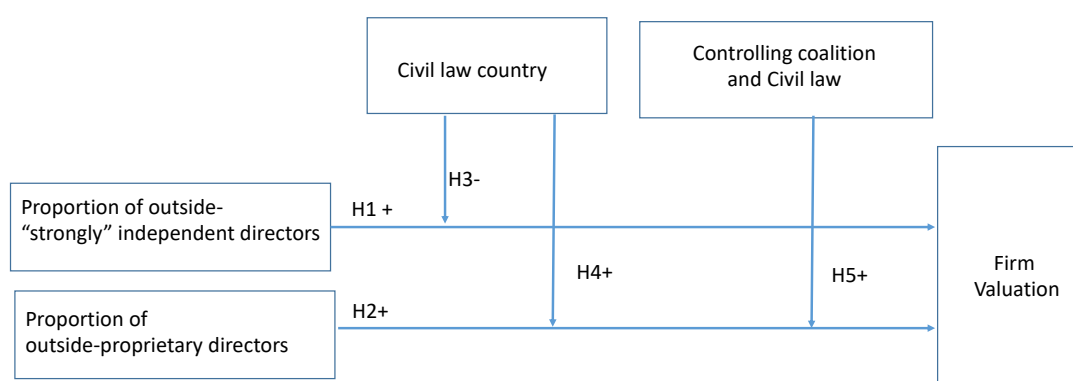 Civil law country
Controlling coalition
and Civil law
H3-
Proportion of outside-
“strongly” independent directors
H1 +
H4+
H5+
Firm
Valuation
H2+
Proportion of
outside-proprietary directors